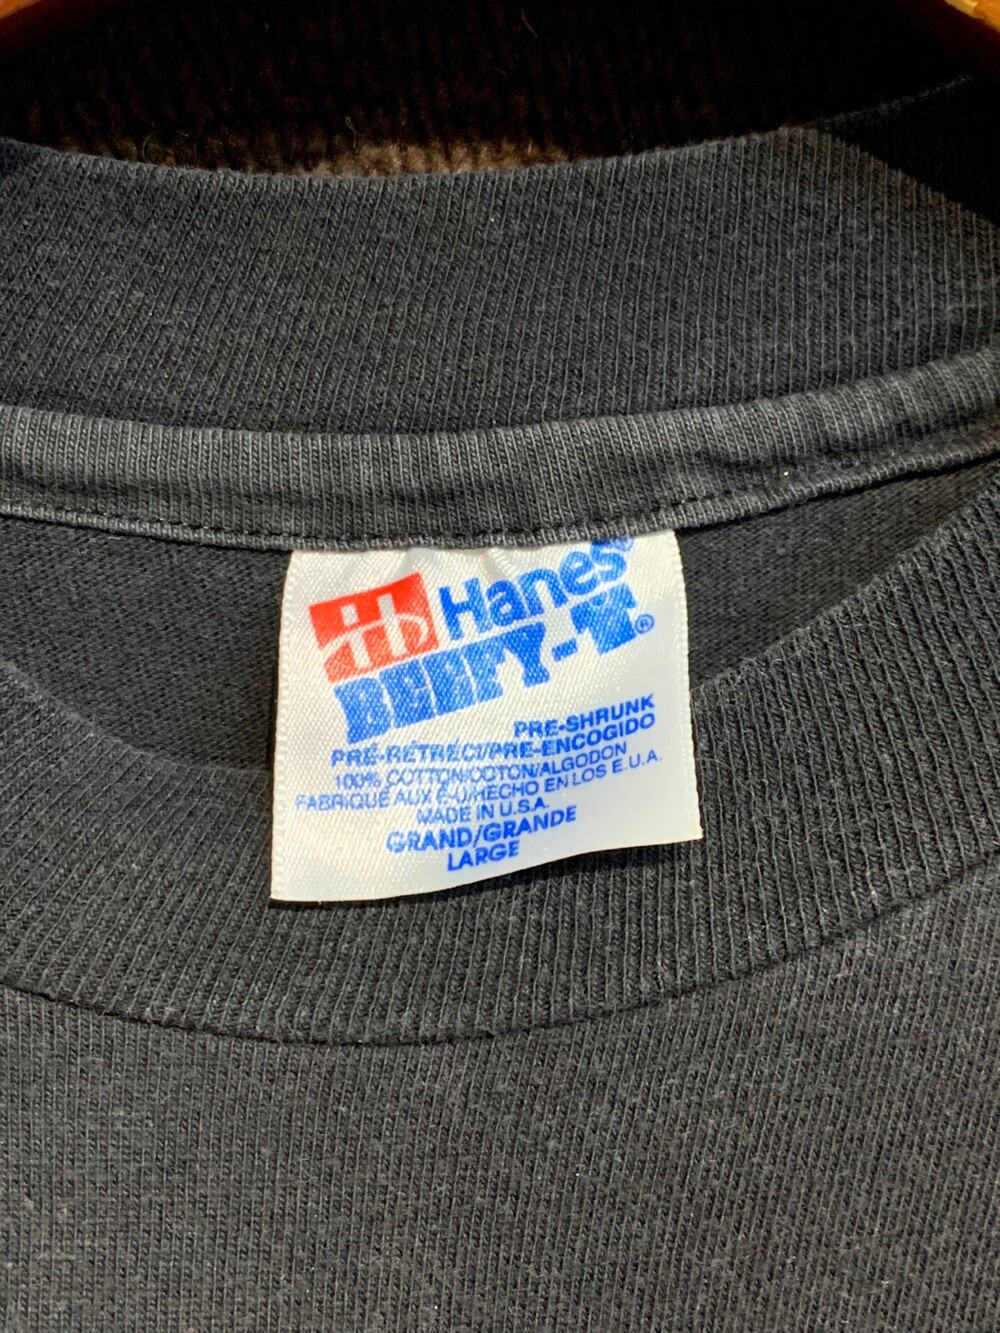 Hanes®
BEEFY-T®
PRE-SHRUNK
PRÉ-RÉTRÉCI/PRE-ENCOGIDO
100% COTTON/COTON/ALGODON
FABRIQUÉ AUX É-U/HECHO EN LOS E.U.A.
MADE IN U.S.A.
GRAND/GRANDE
LARGE